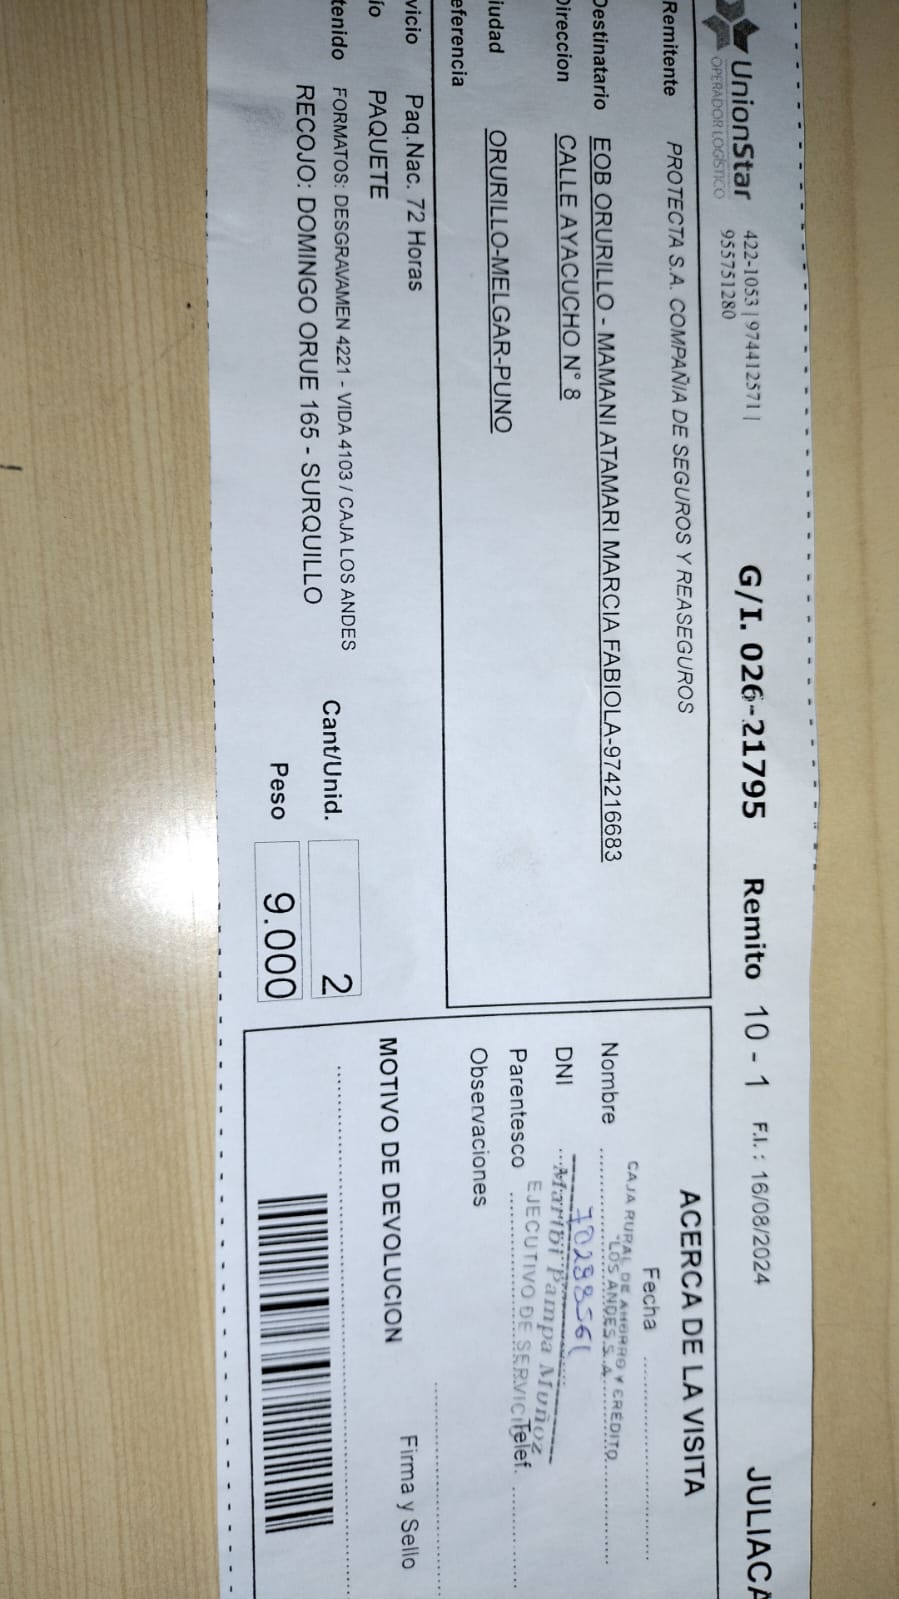 UnionStar
OPERADOR LOGISTICO
422-1053 | 974412571 |
955751280
G/I. 026-21795 Remito 10 - 1 F.I. : 16/08/2024 JULIACA
Remitente PROTECTA S.A. COMPAÑIA DE SEGUROS Y REASEGUROS
Destinatario EOB ORURILLO - MAMANI ATAMARI MARCIA FABIOLA-974216683
Direccion CALLE AYACUCHO N° 8
iudad ORURILLO-MELGAR-PUNO
eferencia
vicio Paq.Nac. 72 Horas
ío PAQUETE
tenido FORMATOS: DESGRAVAMEN 4221 - VIDA 4103 / CAJA LOS ANDES
RECOJO: DOMINGO ORUE 165 - SURQUILLO
Cant/Unid. 2
Peso 9.000
ACERCA DE LA VISITA
Fecha
CAJA RURAL DE AHORRO Y CREDITO
"LOS ANDES S.A.
Nombre
70298561
DNI
Maribi Pampa Muñoz
Parentesco EJECUTIVO DE SERVICI Telef.
Observaciones
MOTIVO DE DEVOLUCION
Firma y Sello